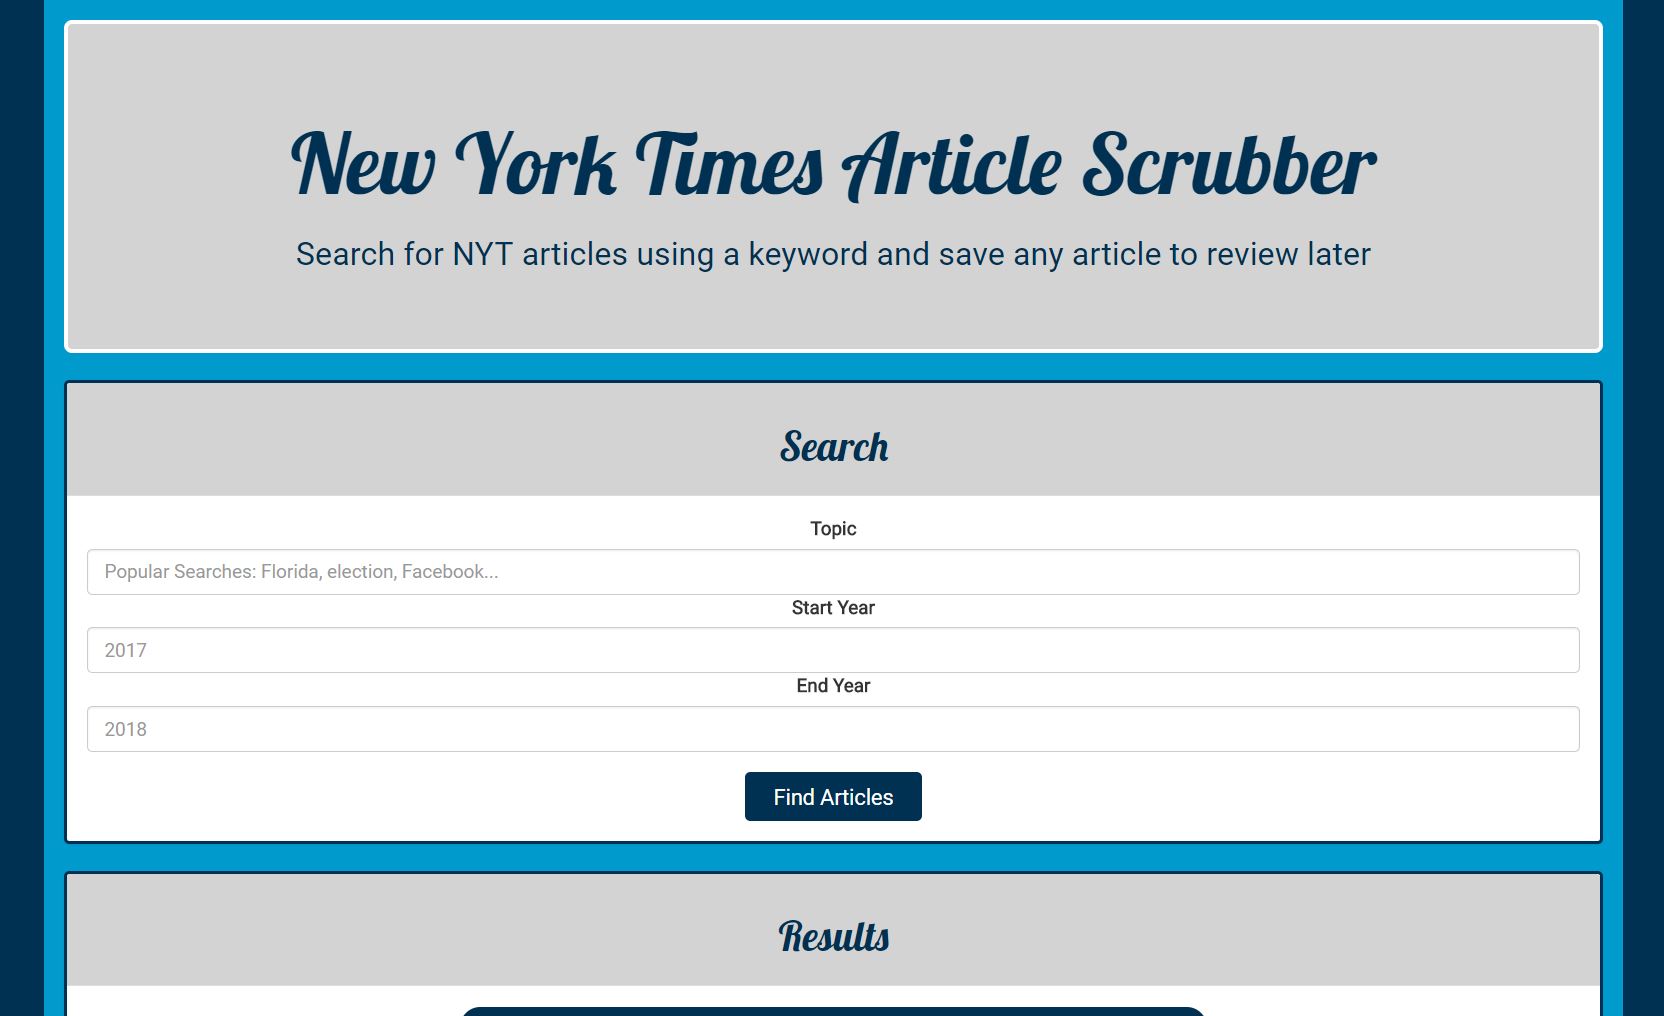 New York Times Article Scrubber
Search for NYT articles using a keyword and save any article to review later
Search
Topic
Popular Searches: Florida, election, Facebook...
Start Year
2017
End Year
2018
Find Articles
Results